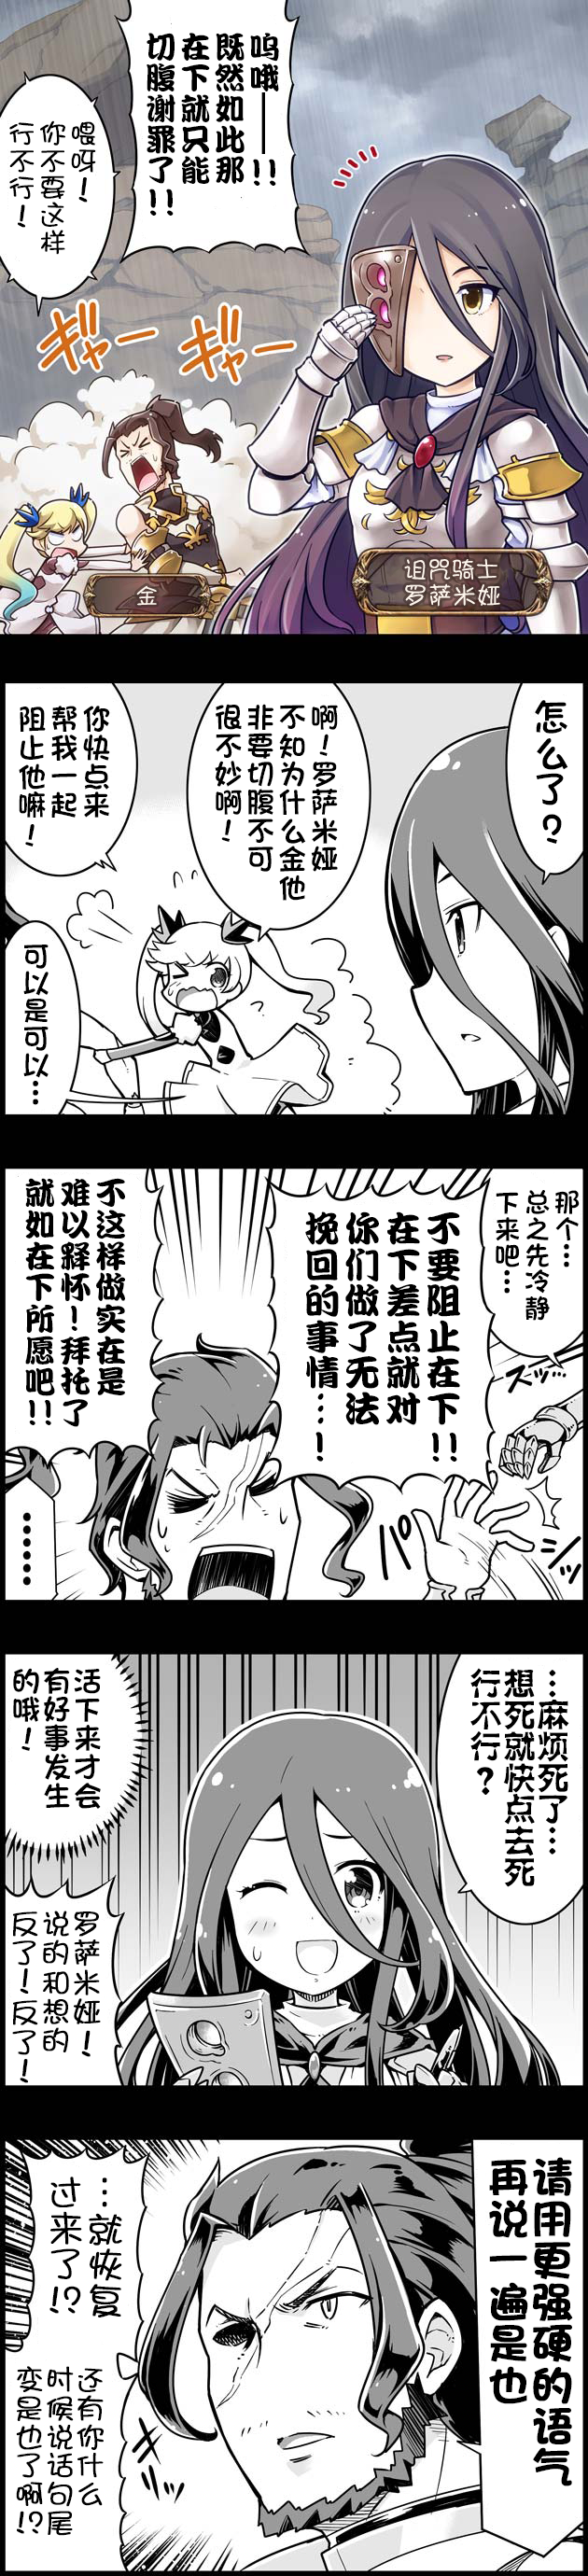 呜哦——!!
既然如此那
在下就只能
切腹谢罪了!!
喂呀！
你不要这样
行不行！
ギャー
ギャー
金
诅咒骑士
罗萨米娅
怎么了？
啊！罗萨米娅
不知为什么金他
非要切腹不可
很不妙啊！
你快点来
帮我一起
阻止他嘛！
可以是可以…
那个…
总之先冷静
下来吧…
スッ…
不要阻止在下!!
在下差点就对
你们做了无法
挽回的事情…！
パシッ
不这样做实在是
难以释怀！拜托了
就如在下所愿吧!!
……
…麻烦死了…
想死就快点去死
行不行？
活下来才会
有好事发生
的哦！
罗萨米娅！
说的和想的
反了！反了！
请用更强硬的语气
再说一遍是也
…就恢复
过来了!?
キリッ
还有你什么
时候说话句尾
变是也了啊!?